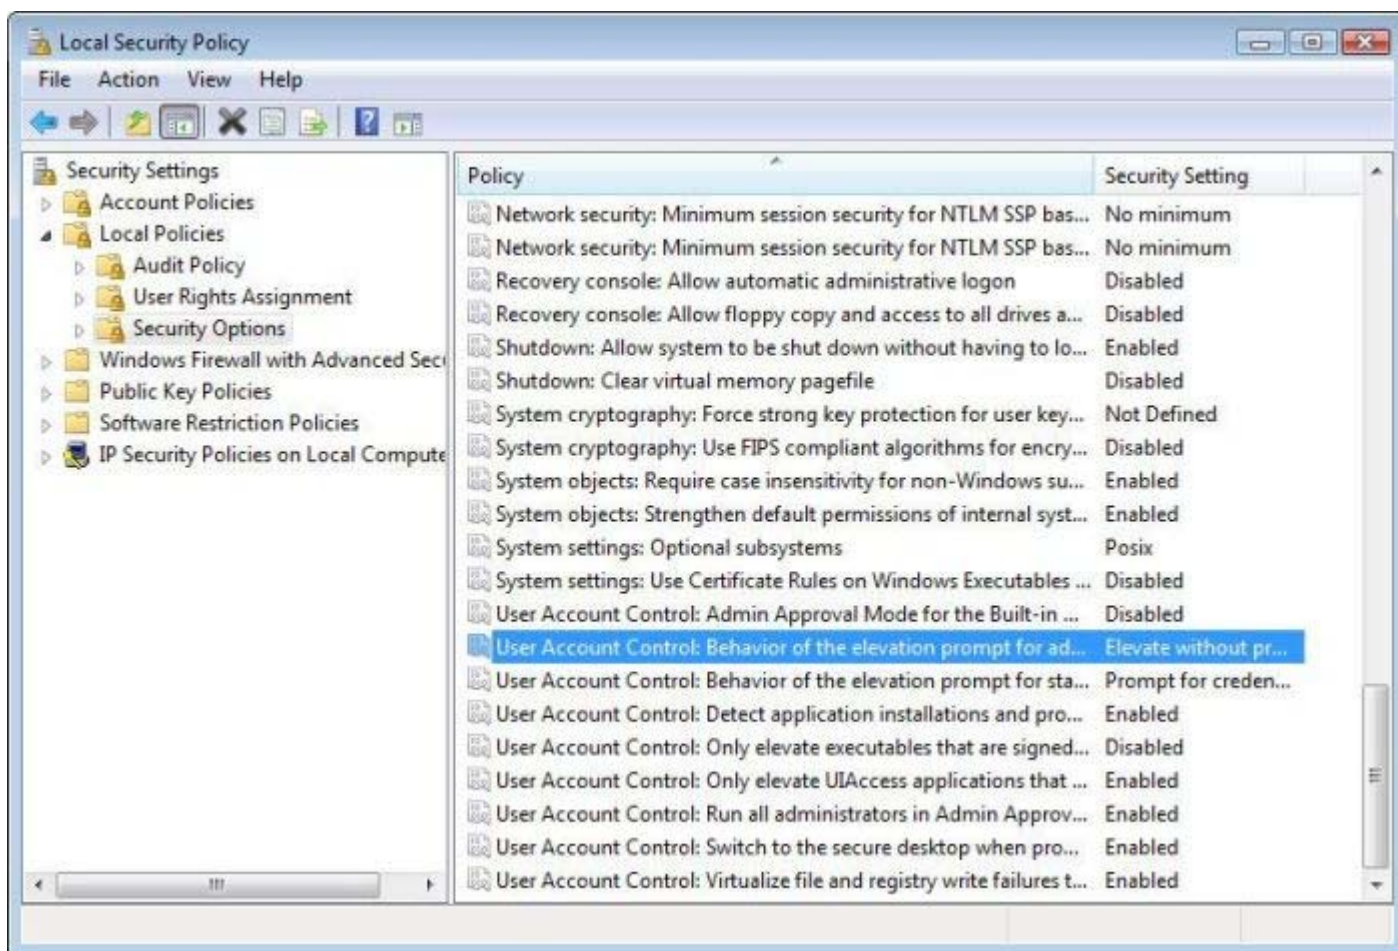 Local Security Policy
File Action View Help
Security Settings
Account Policies
Local Policies
Audit Policy
User Rights Assignment
Security Options
Windows Firewall with Advanced Sec
Public Key Policies
Software Restriction Policies
IP Security Policies on Local Compute
Policy Security Setting
Network security: Minimum session security for NTLM SSP bas... No minimum
Network security: Minimum session security for NTLM SSP bas... No minimum
Recovery console: Allow automatic administrative logon Disabled
Recovery console: Allow floppy copy and access to all drives a... Disabled
Shutdown: Allow system to be shut down without having to lo... Enabled
Shutdown: Clear virtual memory pagefile Disabled
System cryptography: Force strong key protection for user key... Not Defined
System cryptography: Use FIPS compliant algorithms for encry... Disabled
System objects: Require case insensitivity for non-Windows su... Enabled
System objects: Strengthen default permissions of internal syst... Enabled
System settings: Optional subsystems Posix
System settings: Use Certificate Rules on Windows Executables ... Disabled
User Account Control: Admin Approval Mode for the Built-in ... Disabled
User Account Control: Behavior of the elevation prompt for ad... Elevate without pr...
User Account Control: Behavior of the elevation prompt for sta... Prompt for creden...
User Account Control: Detect application installations and pro... Enabled
User Account Control: Only elevate executables that are signed... Disabled
User Account Control: Only elevate UIAccess applications that ... Enabled
User Account Control: Run all administrators in Admin Approv... Enabled
User Account Control: Switch to the secure desktop when pro... Enabled
User Account Control: Virtualize file and registry write failures t... Enabled